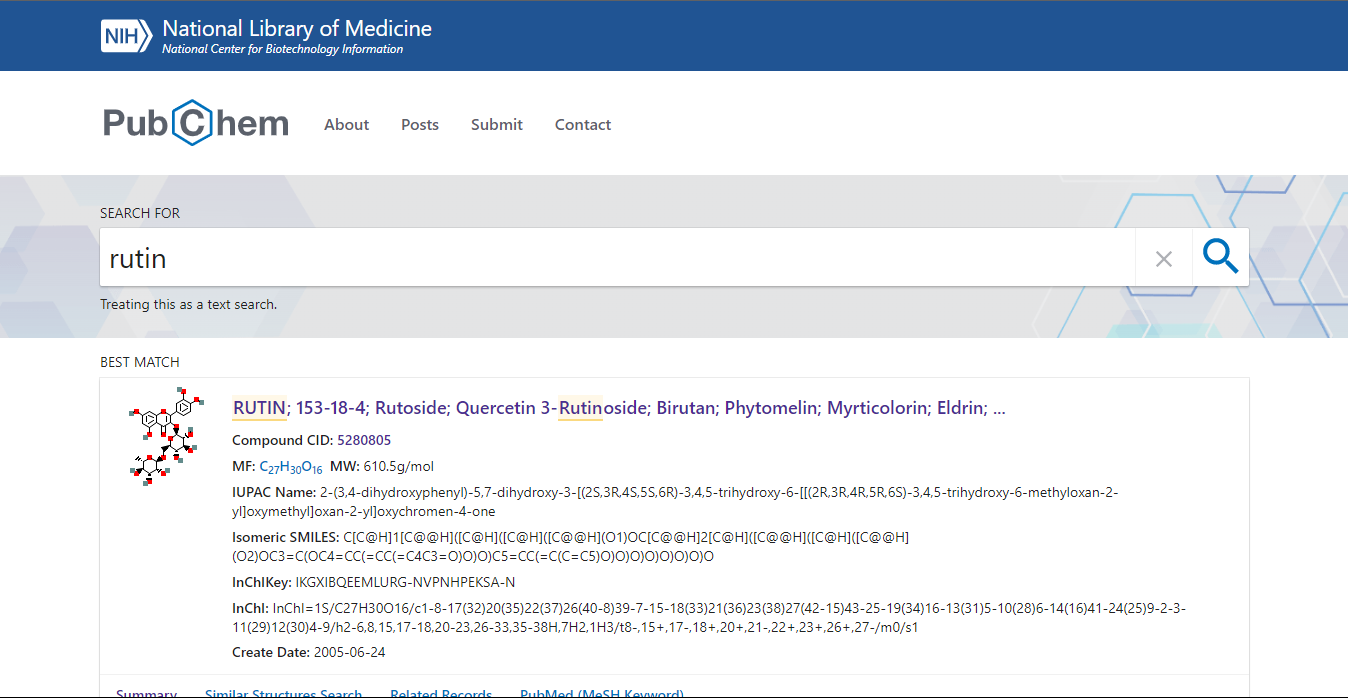 NIH National Library of Medicine
National Center for Biotechnology Information
PubChem About Posts Submit Contact
SEARCH FOR
rutin
Treating this as a text search.
BEST MATCH
RUTIN; 153-18-4; Rutoside; Quercetin 3-Rutinoside; Birutan; Phytomelin; Myrticolorin; Eldrin; ...
Compound CID: 5280805
MF: C27H30O16 MW: 610.5g/mol
IUPAC Name: 2-(3,4-dihydroxyphenyl)-5,7-dihydroxy-3-[(2S,3R,4S,5S,6R)-3,4,5-trihydroxy-6-[[(2R,3R,4R,5R,6S)-3,4,5-trihydroxy-6-methyloxan-2-
yl]oxymethyl]oxan-2-yl]oxychromen-4-one
Isomeric SMILES: C[C@H]1[C@@H]([C@H]([C@H]([C@@H](O1)OC[C@@H]2[C@H]([C@@H]([C@H]([C@@H]
(O2)OC3=C(OC4=CC(=CC(=C4C3=O)O)O)C5=CC(=C(C=C5)O)O)O)O)O)O)O)O
InChIKey: IKGXIBQEEMLURG-NVPNHPEKSA-N
InChI: InChI=1S/C27H30O16/c1-8-17(32)20(35)22(37)26(40-8)39-7-15-18(33)21(36)23(38)27(42-15)43-25-19(34)16-13(31)5-10(28)6-14(16)41-24(25)9-2-3-
11(29)12(30)4-9/h2-6,8,15,17-18,20-23,26-33,35-38H,7H2,1H3/t8-,15+,17-,18+,20+,21-,22+,23+,26+,27-/m0/s1
Create Date: 2005-06-24
Summary Similar Structures Search Related Records PubMed (MeSH Keyword)